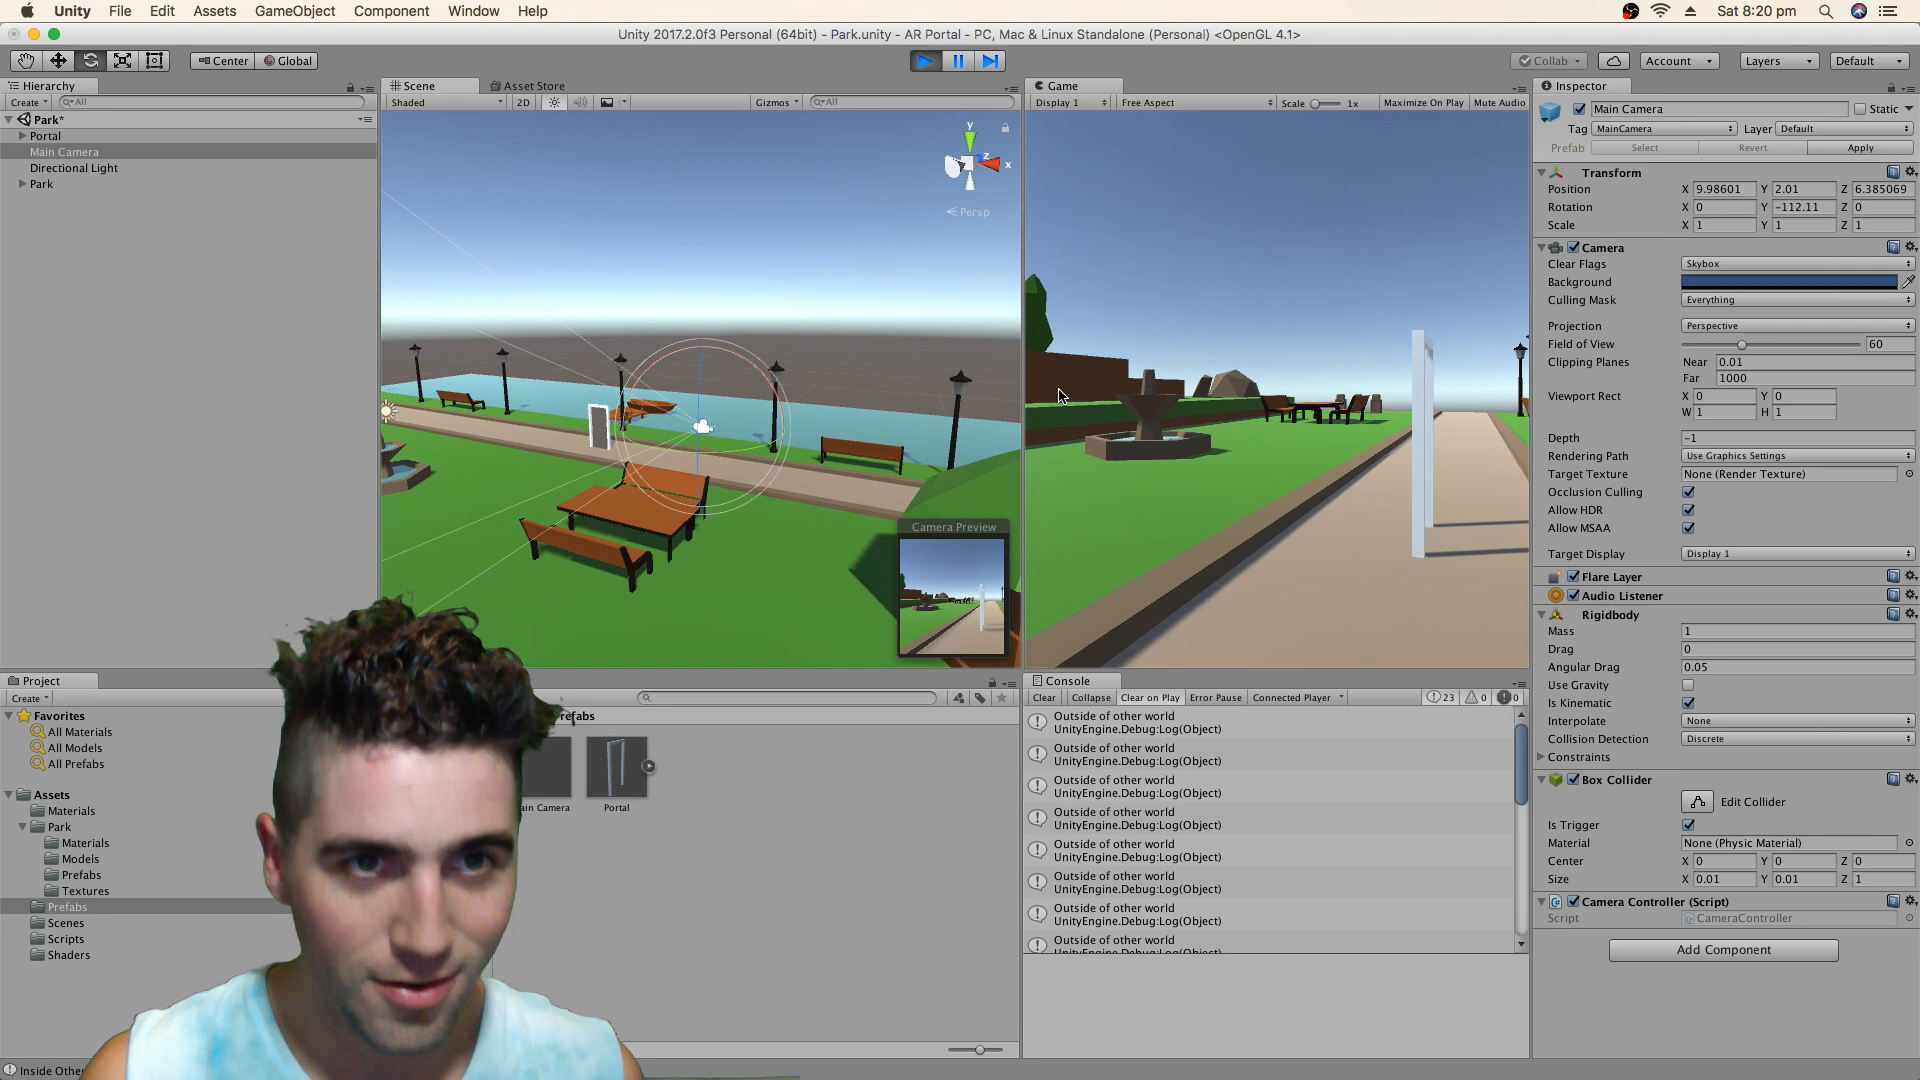 Unity File Edit Assets GameObject Component Window Help Sat 8:20 pm
Unity 2017.2.0f3 Personal (64bit) - Park.unity - AR Portal - PC, Mac & Linux Standalone (Personal) <OpenGL 4.1>
Center Global Collab Account Layers Default
Hierarchy
Create All
Park*
Portal
Main Camera
Directional Light
Park
Scene Asset Store
Shaded 2D Gizmos All
y
z
x
Persp
Camera Preview
Game
Display 1 Free Aspect Scale 1x Maximize On Play Mute Audio
Inspector
Main Camera Static
Tag MainCamera Layer Default
Prefab Select Revert Apply
Transform
Position X 9.98601 Y 2.01 Z 6.385069
Rotation X 0 Y -112.11 Z 0
Scale X 1 Y 1 Z 1
Camera
Clear Flags Skybox
Background
Culling Mask Everything
Projection Perspective
Field of View 60
Clipping Planes Near 0.01
Far 1000
Viewport Rect X 0 Y 0
W 1 H 1
Depth -1
Rendering Path Use Graphics Settings
Target Texture None (Render Texture)
Occlusion Culling
Allow HDR
Allow MSAA
Target Display Display 1
Flare Layer
Audio Listener
Rigidbody
Mass 1
Drag 0
Angular Drag 0.05
Use Gravity
Is Kinematic
Interpolate None
Collision Detection Discrete
Constraints
Box Collider
Edit Collider
Is Trigger
Material None (Physic Material)
Center X 0 Y 0 Z 0
Size X 0.01 Y 0.01 Z 1
Camera Controller (Script)
Script CameraController
Add Component
Project
Create
Favorites
All Materials
All Models
All Prefabs
Assets
Materials
Park
Materials
Models
Prefabs
Textures
Prefabs
Scenes
Scripts
Shaders
refabs
ain Camera Portal
Console
Clear Collapse Clear on Play Error Pause Connected Player 23 0 0
Outside of other world
UnityEngine.Debug:Log(Object)
Outside of other world
UnityEngine.Debug:Log(Object)
Outside of other world
UnityEngine.Debug:Log(Object)
Outside of other world
UnityEngine.Debug:Log(Object)
Outside of other world
UnityEngine.Debug:Log(Object)
Outside of other world
UnityEngine.Debug:Log(Object)
Outside of other world
UnityEngine.Debug:Log(Object)
Outside of other world
UnityEngine.Debug:Log(Object)
Inside Othe